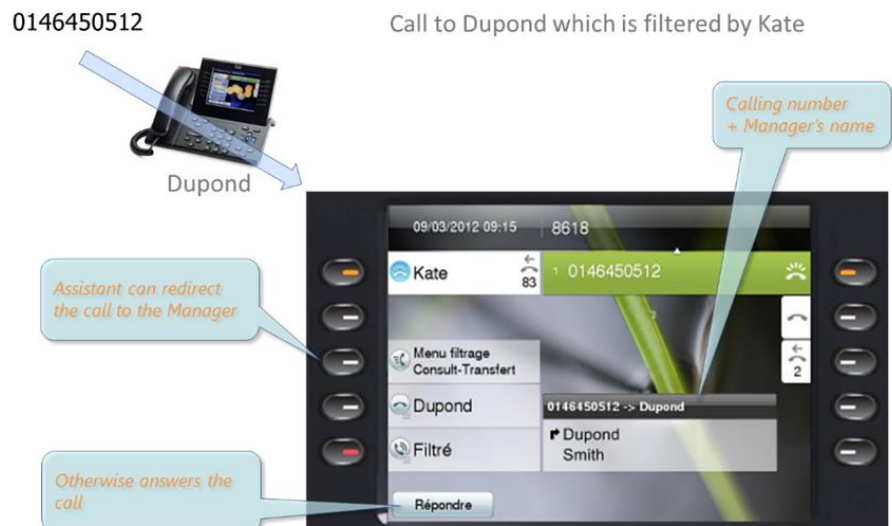 0146450512
Call to Dupond which is filtered by Kate
Calling number
+ Manager's name
Dupond
09/03/2012 09:15
8618
Kate
83
1 0146450512
Assistant can redirect
the call to the Manager
3
2
Menu filtrage
Consult-Transfert
Dupond
0146450512 -> Dupond
Dupond
Smith
Filtré
Otherwise answers the
call
Répondre